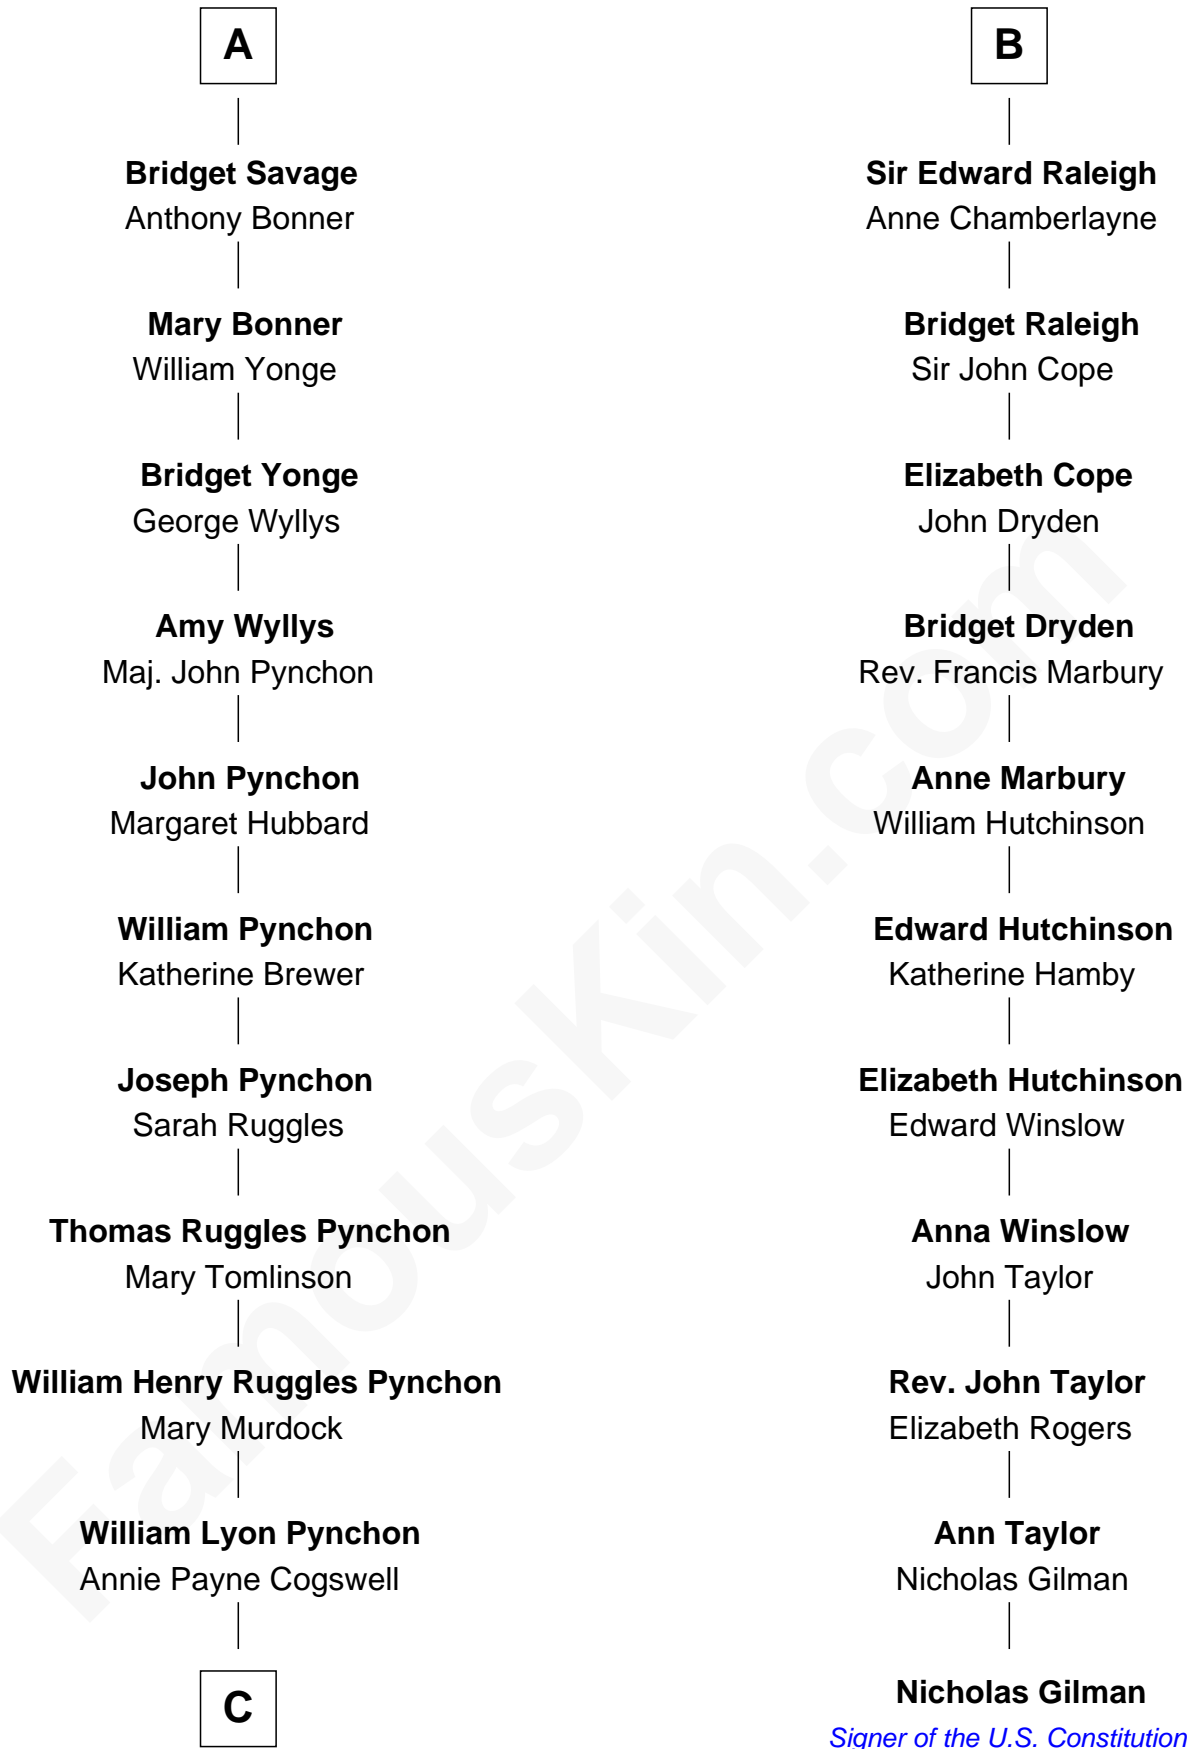 A
Bridget Savage
Anthony Bonner
Mary Bonner
William Yonge
Bridget Yonge
George Wyllys
Amy Wyllys
Maj. John Pynchon
John Pynchon
Margaret Hubbard
William Pynchon
Katherine Brewer
Joseph Pynchon
Sarah Ruggles
Thomas Ruggles Pynchon
Mary Tomlinson
William Henry Ruggles Pynchon
Mary Murdock
William Lyon Pynchon
Annie Payne Cogswell
C
B
Sir Edward Raleigh
Anne Chamberlayne
Bridget Raleigh
Sir John Cope
Elizabeth Cope
John Dryden
Bridget Dryden
Rev. Francis Marbury
Anne Marbury
William Hutchinson
Edward Hutchinson
Katherine Hamby
Elizabeth Hutchinson
Edward Winslow
Anna Winslow
John Taylor
Rev. John Taylor
Elizabeth Rogers
Ann Taylor
Nicholas Gilman
Nicholas Gilman
Signer of the U.S. Constitution
FamousKin.com